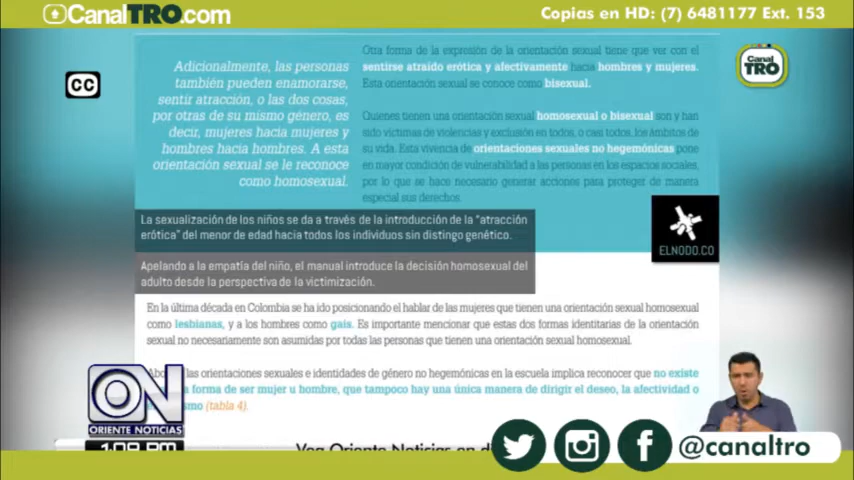 CanalTRO.com
Copias en HD: (7) 6481177 Ext. 153
CC
Canal
TRO
Adicionalmente, las personas
también pueden enamorarse,
sentir atracción, o las dos cosas,
por otras de su mismo género, es
decir, mujeres hacia mujeres y
hombres hacia hombres. A esta
orientación sexual se le reconoce
como homosexual.
Otra forma de la expresión de la orientación sexual tiene que ver con el
sentirse atraído erótica y afectivamente hacia hombres y mujeres.
Esta orientación sexual se conoce como bisexual.
Quienes tienen una orientación sexual homosexual o bisexual son y han
sido víctimas de violencias y exclusión en todos, o casi todos, los ámbitos de
su vida. Esta vivencia de orientaciones sexuales no hegemónicas pone
en mayor condición de vulnerabilidad a las personas en los espacios sociales,
por lo que se hace necesario generar acciones para proteger de manera
especial sus derechos.
La sexualización de los niños se da a través de la introducción de la "atracción
erótica" del menor de edad hacia todos los individuos sin distingo genético.
Apelando a la empatía del niño, el manual introduce la decisión homosexual del
adulto desde la perspectiva de la victimización.
ELNODO.CO
En la última década en Colombia se ha ido posicionando el hablar de las mujeres que tienen una orientación sexual homosexual
como lesbianas, y a los hombres como gais. Es importante mencionar que estas dos formas identitarias de la orientación
sexual no necesariamente son asumidas por todas las personas que tienen una orientación sexual homosexual.
las orientaciones sexuales e identidades de género no hegemónicas en la escuela implica reconocer que no existe
forma de ser mujer u hombre, que tampoco hay una única manera de dirigir el deseo, la afectividad o
(tabla 4).
ON
ORIENTE NOTICIAS
1:09 PM
Vea Oriente Noticias en
@canaltro